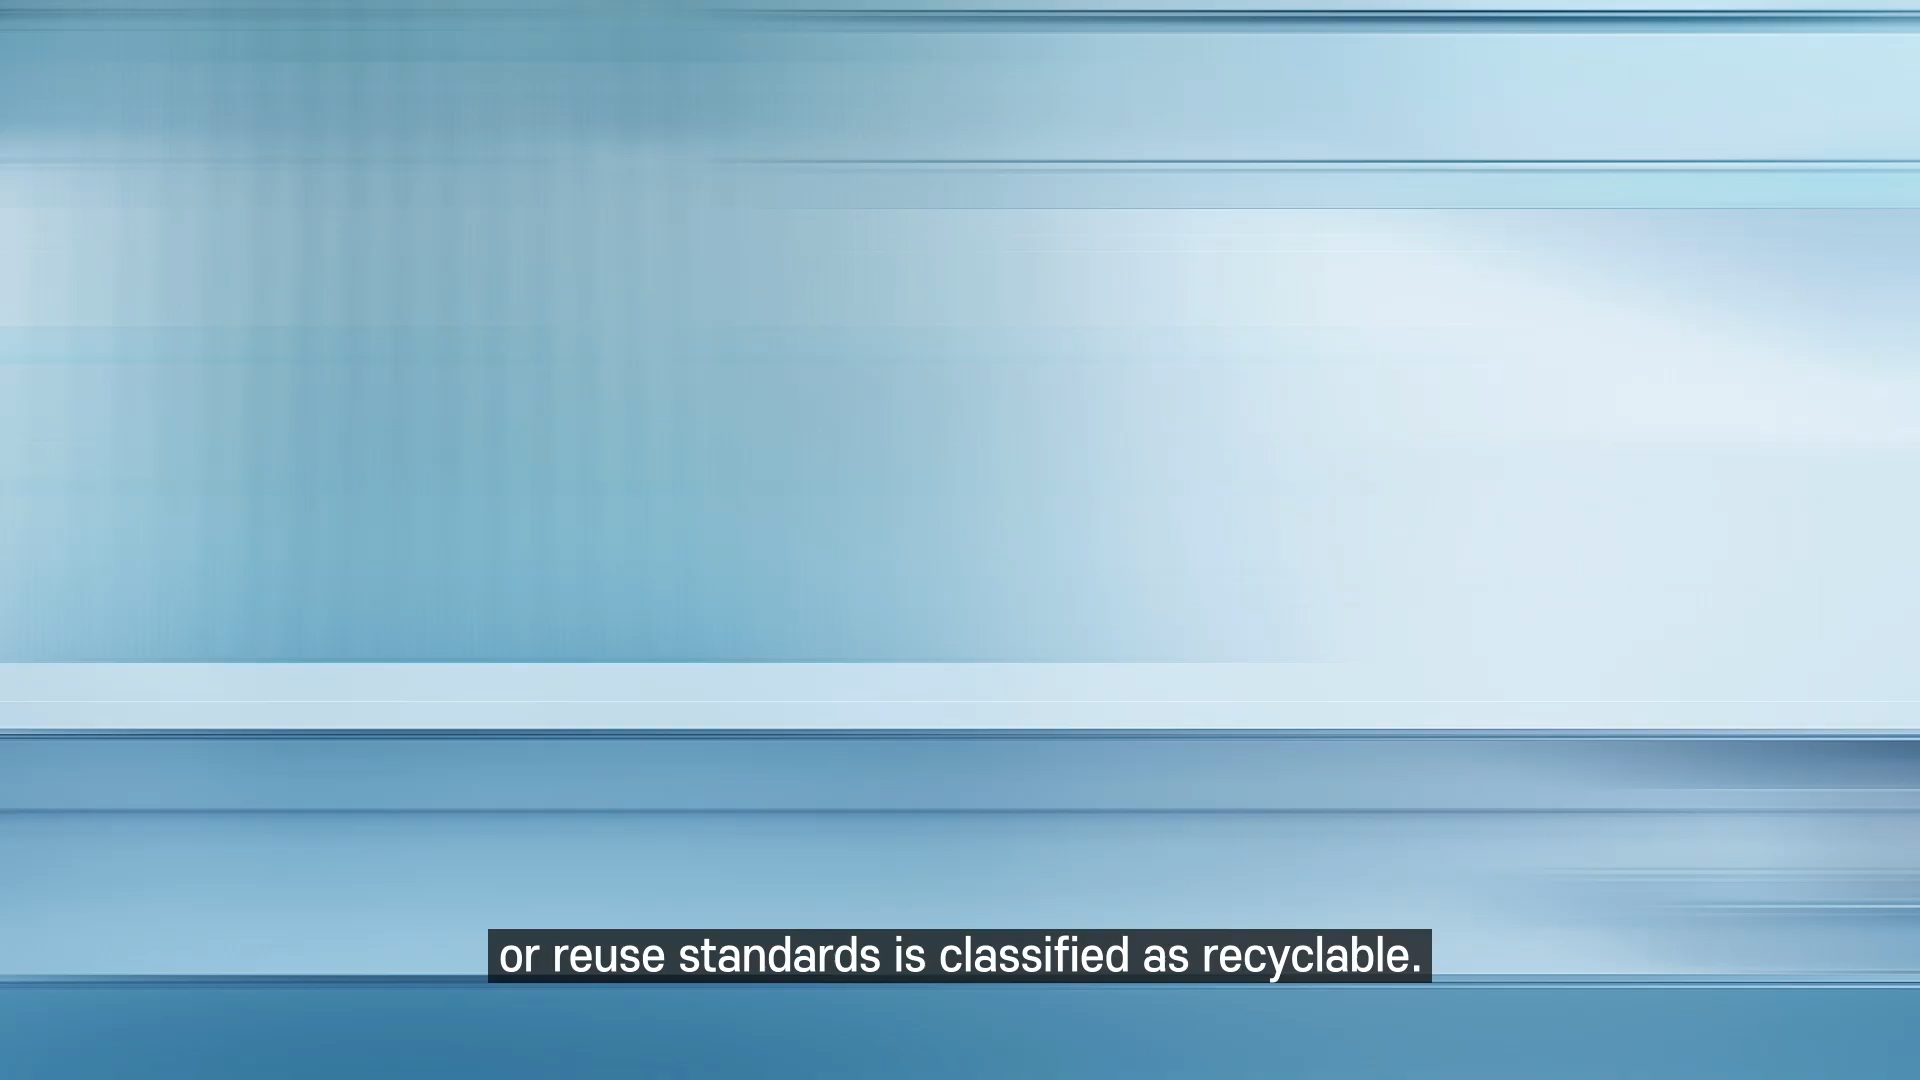 or reuse standards is classified as recyclable.